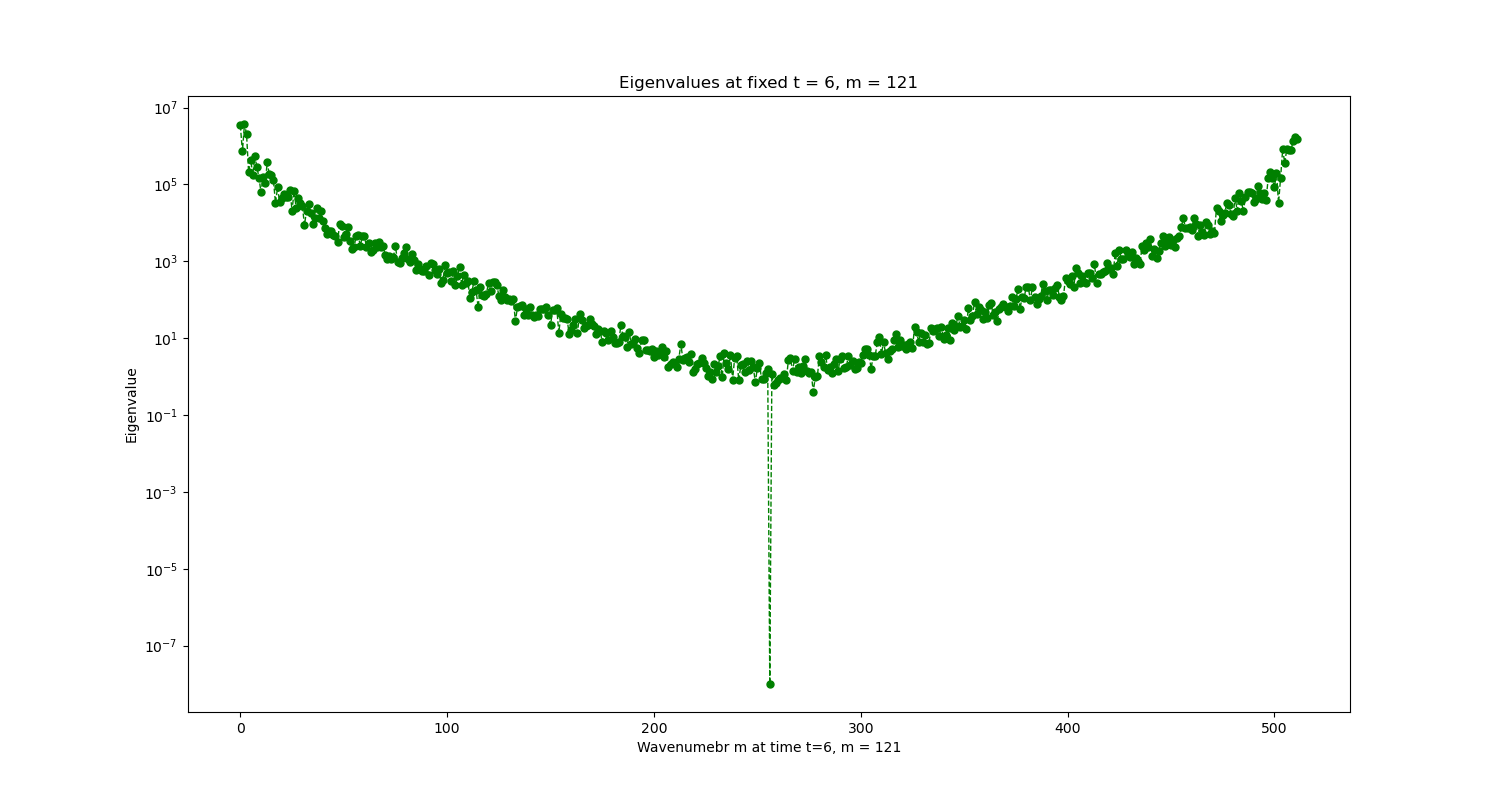 Eigenvalues at fixed t = 6, m = 121
10^7
10^5
10^3
10^1
10^-1
10^-3
10^-5
10^-7
Eigenvalue
0 100 200 300 400 500
Wavenumebr m at time t=6, m = 121